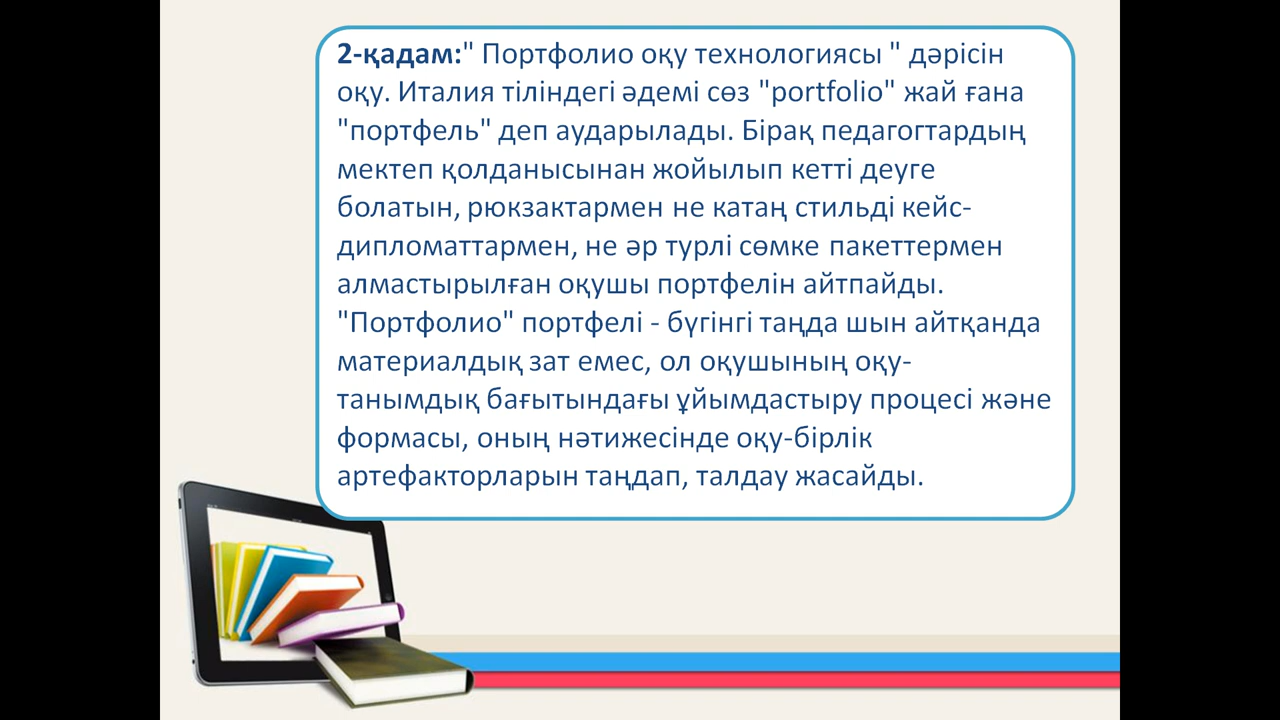 2-қадам:" Портфолио оқу технологиясы " дәрісін
оқу. Италия тіліндегі әдемі сөз "portfolio" жай ғана
"портфель" деп аударылады. Бірақ педагогтардың
мектеп қолданысынан жойылып кетті деуге
болатын, рюкзактармен не катаң стильді кейс-
дипломаттармен, не әр турлі сөмке пакеттермен
алмастырылған оқушы портфелін айтпайды.
"Портфолио" портфелі - бүгінгі таңда шын айтқанда
материалдық зат емес, ол оқушының оқу-
танымдық бағытындағы ұйымдастыру процесі және
формасы, оның нәтижесінде оқу-бірлік
артефакторларын таңдап, талдау жасайды.